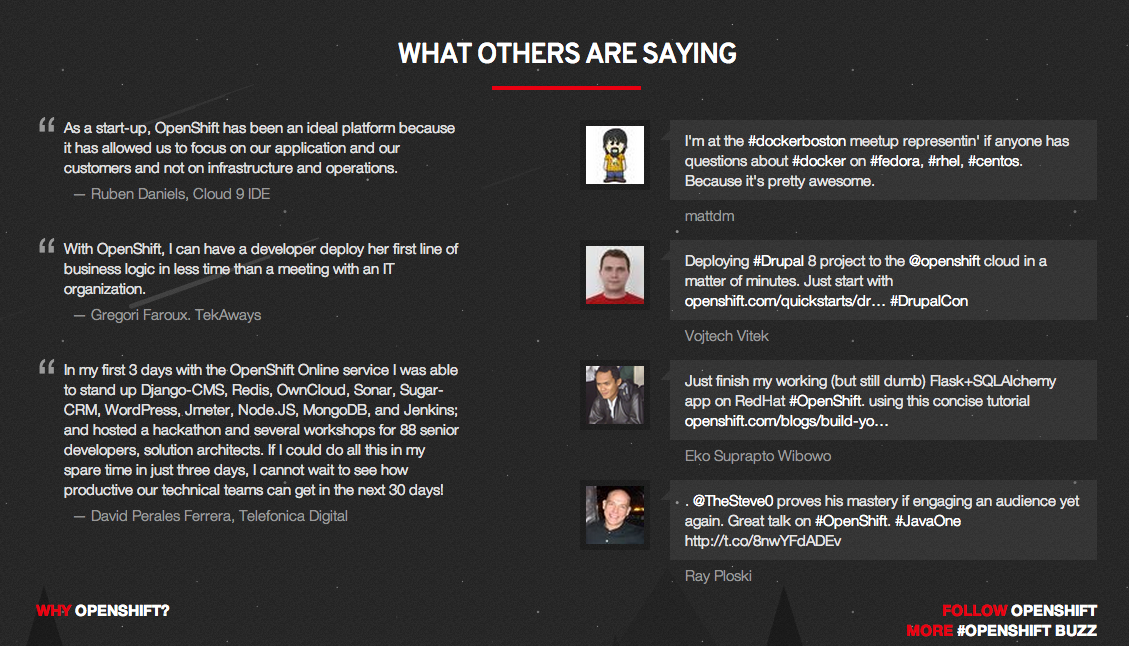 WHAT OTHERS ARE SAYING
“ As a start-up, OpenShift has been an ideal platform because
it has allowed us to focus on our application and our
customers and not on infrastructure and operations.
— Ruben Daniels, Cloud 9 IDE
“ With OpenShift, I can have a developer deploy her first line of
business logic in less time than a meeting with an IT
organization.
— Gregori Faroux. TekAways
“ In my first 3 days with the OpenShift Online service I was able
to stand up Django-CMS, Redis, OwnCloud, Sonar, Sugar-
CRM, WordPress, Jmeter, Node.JS, MongoDB, and Jenkins;
and hosted a hackathon and several workshops for 88 senior
developers, solution architects. If I could do all this in my
spare time in just three days, I cannot wait to see how
productive our technical teams can get in the next 30 days!
— David Perales Ferrera, Telefonica Digital
I'm at the #dockerboston meetup representin' if anyone has
questions about #docker on #fedora, #rhel, #centos.
Because it's pretty awesome.
mattdm
Deploying #Drupal 8 project to the @openshift cloud in a
matter of minutes. Just start with
openshift.com/quickstarts/dr… #DrupalCon
Vojtech Vitek
Just finish my working (but still dumb) Flask+SQLAlchemy
app on RedHat #OpenShift. using this concise tutorial
openshift.com/blogs/build-yo…
Eko Suprapto Wibowo
. @TheSteve0 proves his mastery if engaging an audience yet
again. Great talk on #OpenShift. #JavaOne
http://t.co/8nwYFdADEv
Ray Ploski
WHY OPENSHIFT?
FOLLOW OPENSHIFT
MORE #OPENSHIFT BUZZ